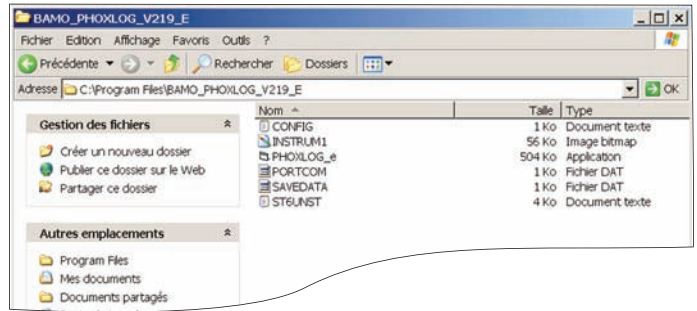 BAMO_PHOXLOG_V219_E
Fichier Edition Affichage Favoris Outils ?
Précédente Rechercher Dossiers
Adresse C:\Program Files\BAMO_PHOXLOG_V219_E OK
Nom Taille Type
CONFIG 1 Ko Document texte
INSTRUM1 56 Ko Image bitmap
PHOXLOG_e 504 Ko Application
PORTCOM 1 Ko Fichier DAT
SAVEDATA 1 Ko Fichier DAT
ST6UNST 4 Ko Document texte
Gestion des fichiers
Créer un nouveau dossier
Publier ce dossier sur le Web
Partager ce dossier
Autres emplacements
Program Files
Mes documents
Documents partagés